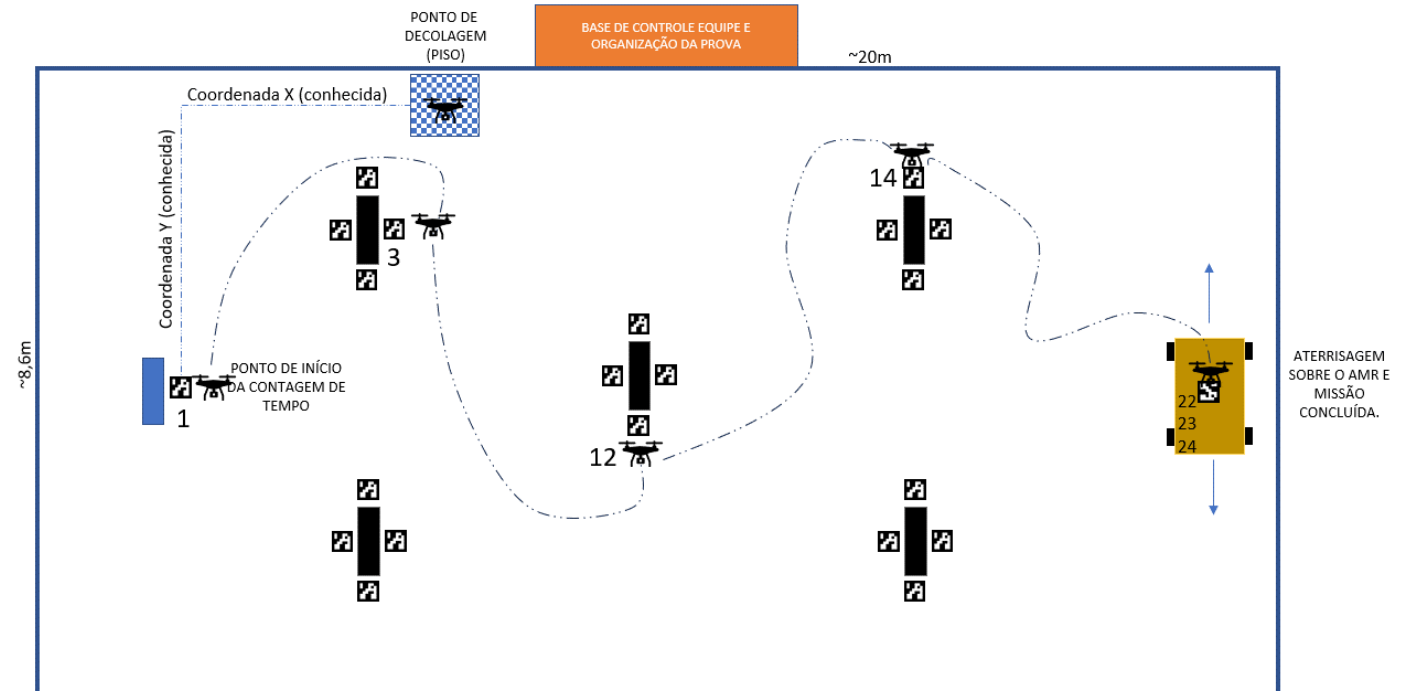 PONTO DE
DECOLAGEM
(PISO)
BASE DE CONTROLE EQUIPE E
ORGANIZAÇÃO DA PROVA
~20m
Coordenada X (conhecida)
Coordenada Y (conhecida)
14
3
~8,6m
PONTO DE INÍCIO
DA CONTAGEM DE
TEMPO
1
12
22
23
24
ATERRISAGEM
SOBRE O AMR E
MISSÃO
CONCLUÍDA.